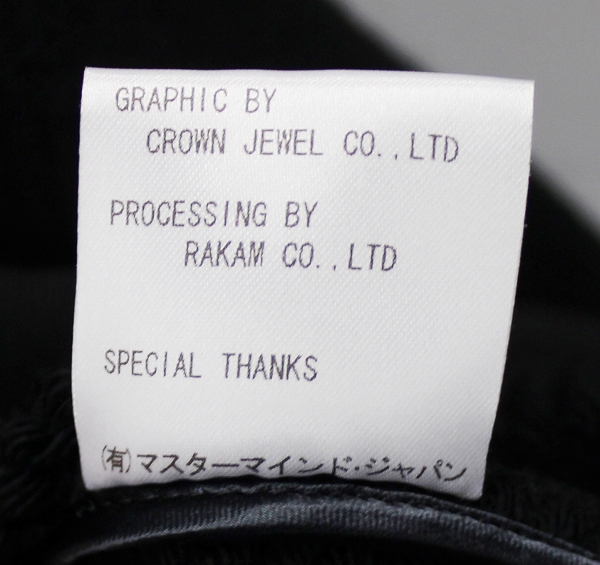 GRAPHIC BY
CROWN JEWEL CO.,LTD
PROCESSING BY
RAKAM CO.,LTD
SPECIAL THANKS
(有)マスターマインド・ジャパン